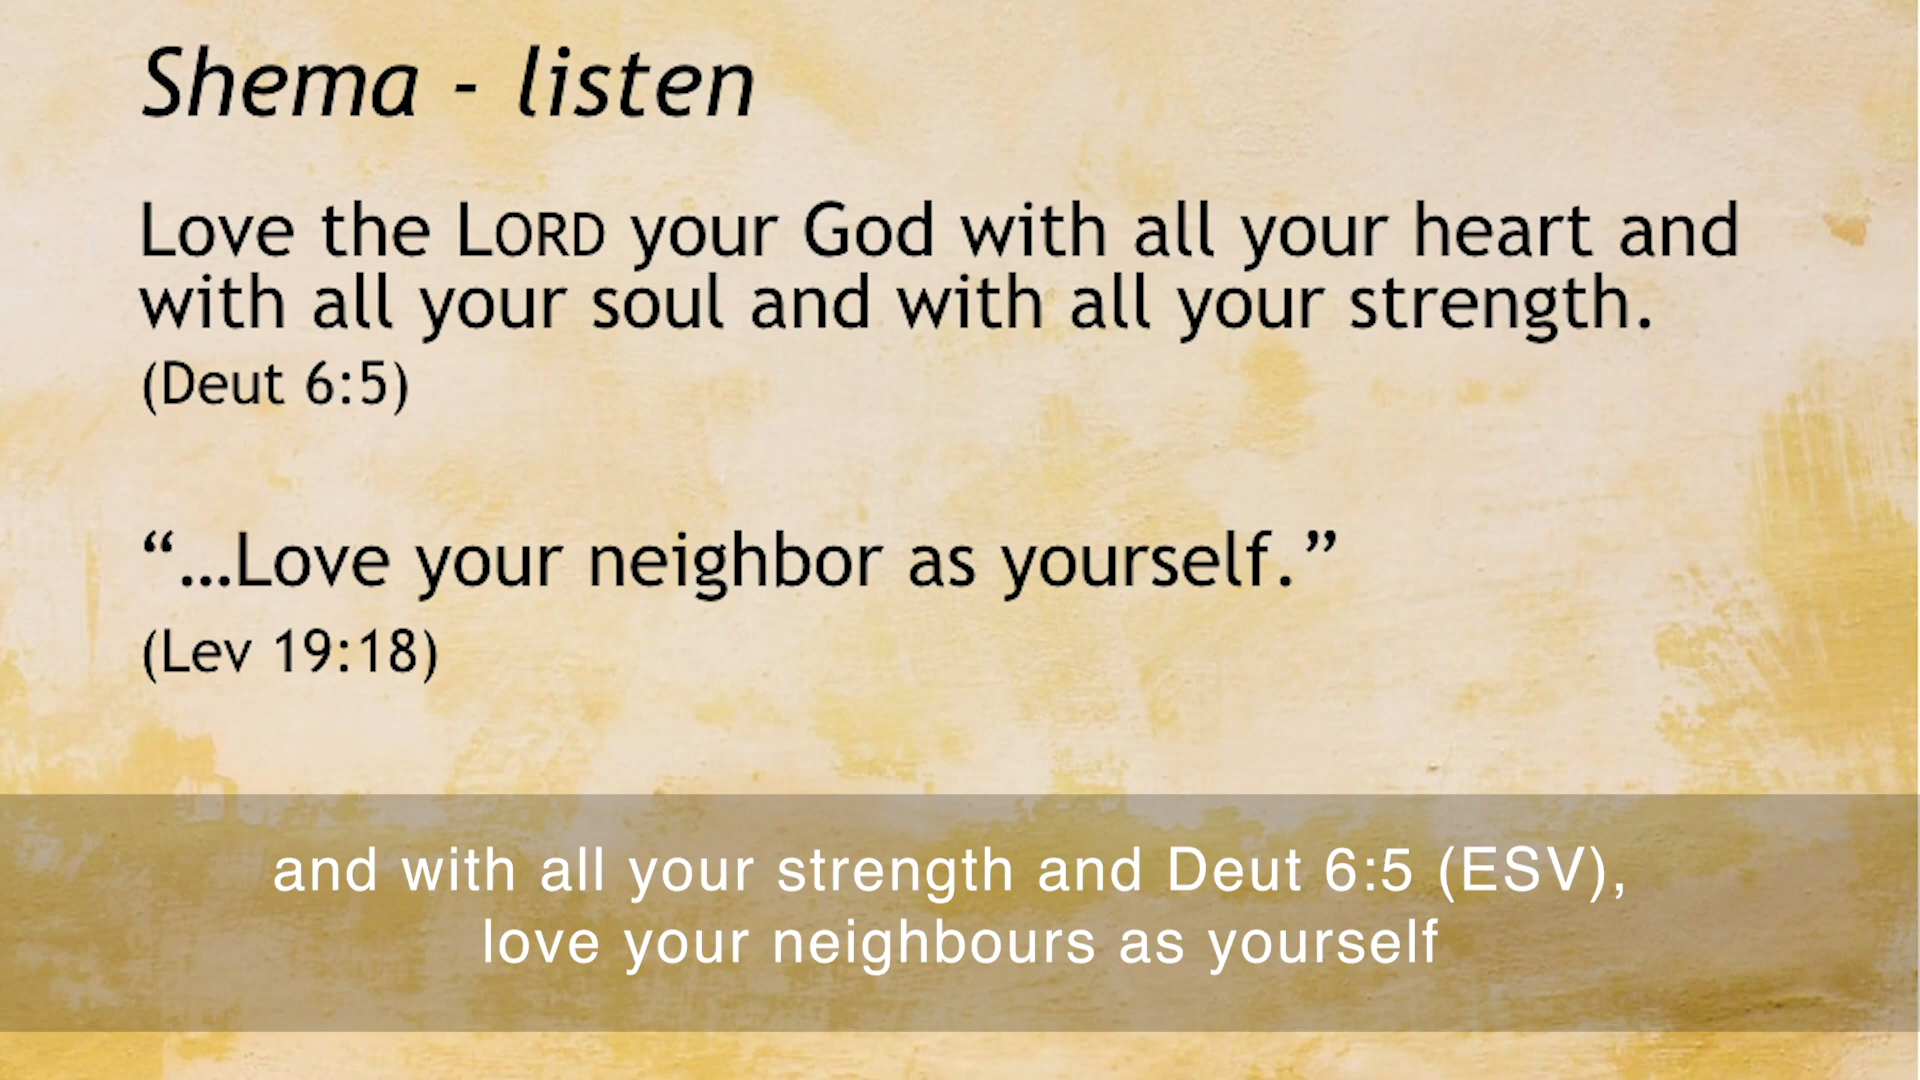 Shema - listen
Love the LORD your God with all your heart and
with all your soul and with all your strength.
(Deut 6:5)
“…Love your neighbor as yourself.”
(Lev 19:18)
and with all your strength and Deut 6:5 (ESV),
love your neighbours as yourself